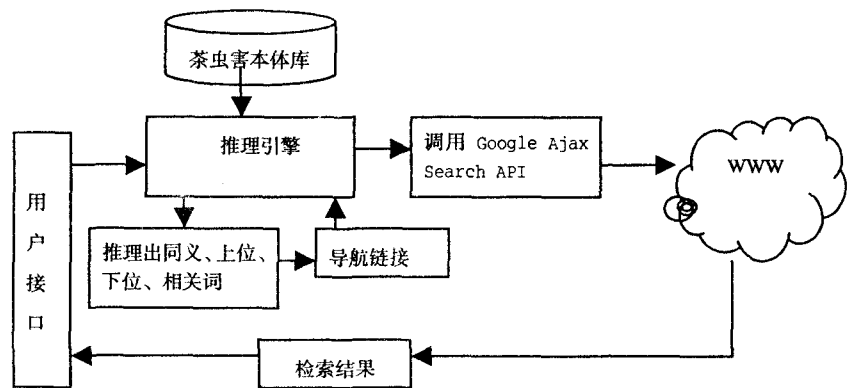 茶虫害本体库
推理引擎
调用 Google Ajax
Search API
WWW
用
户
接
口
推理出同义、上位、
下位、相关词
导航链接
检索结果